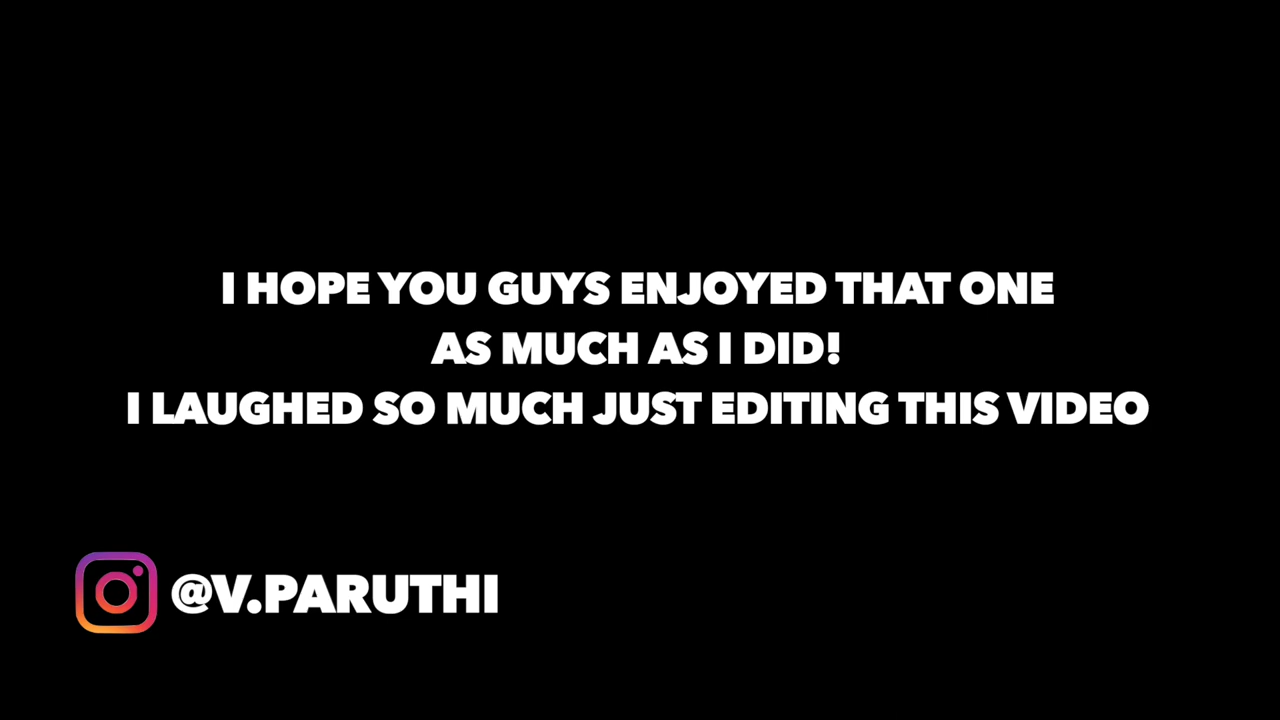 I HOPE YOU GUYS ENJOYED THAT ONE
AS MUCH AS I DID!
I LAUGHED SO MUCH JUST EDITING THIS VIDEO
@V.PARUTHI